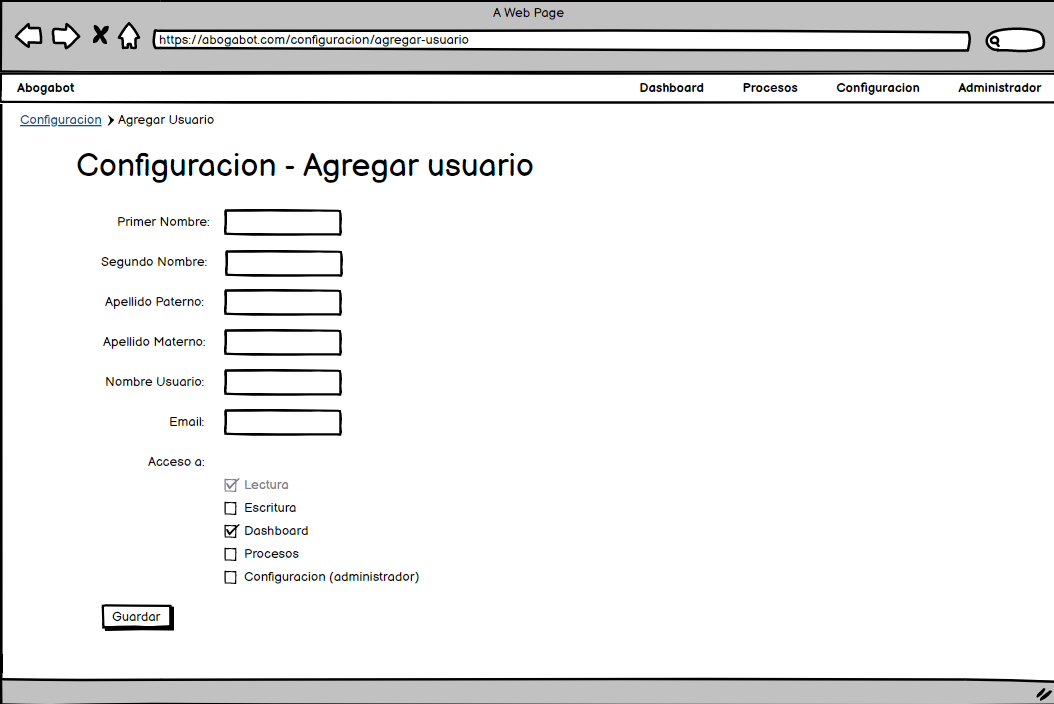 A Web Page
https://abogabot.com/configuracion/agregar-usuario
Abogabot Dashboard Procesos Configuracion Administrador
Configuracion Agregar Usuario
Configuracion - Agregar usuario
Primer Nombre:
Segundo Nombre:
Apellido Paterno:
Apellido Materno:
Nombre Usuario:
Email:
Acceso a:
Lectura
Escritura
Dashboard
Procesos
Configuracion (administrador)
Guardar